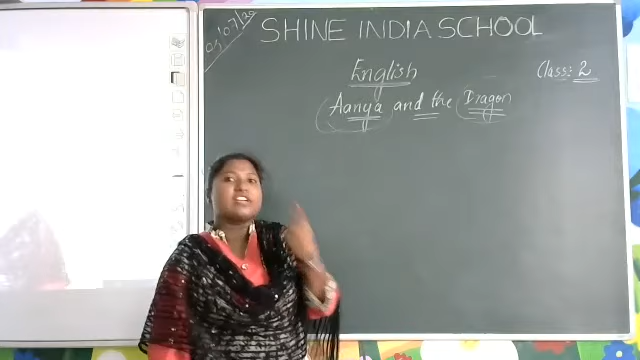 03/07/20
SHINE INDIA SCHOOL
English
Class: 2
Aanya and the Dragon